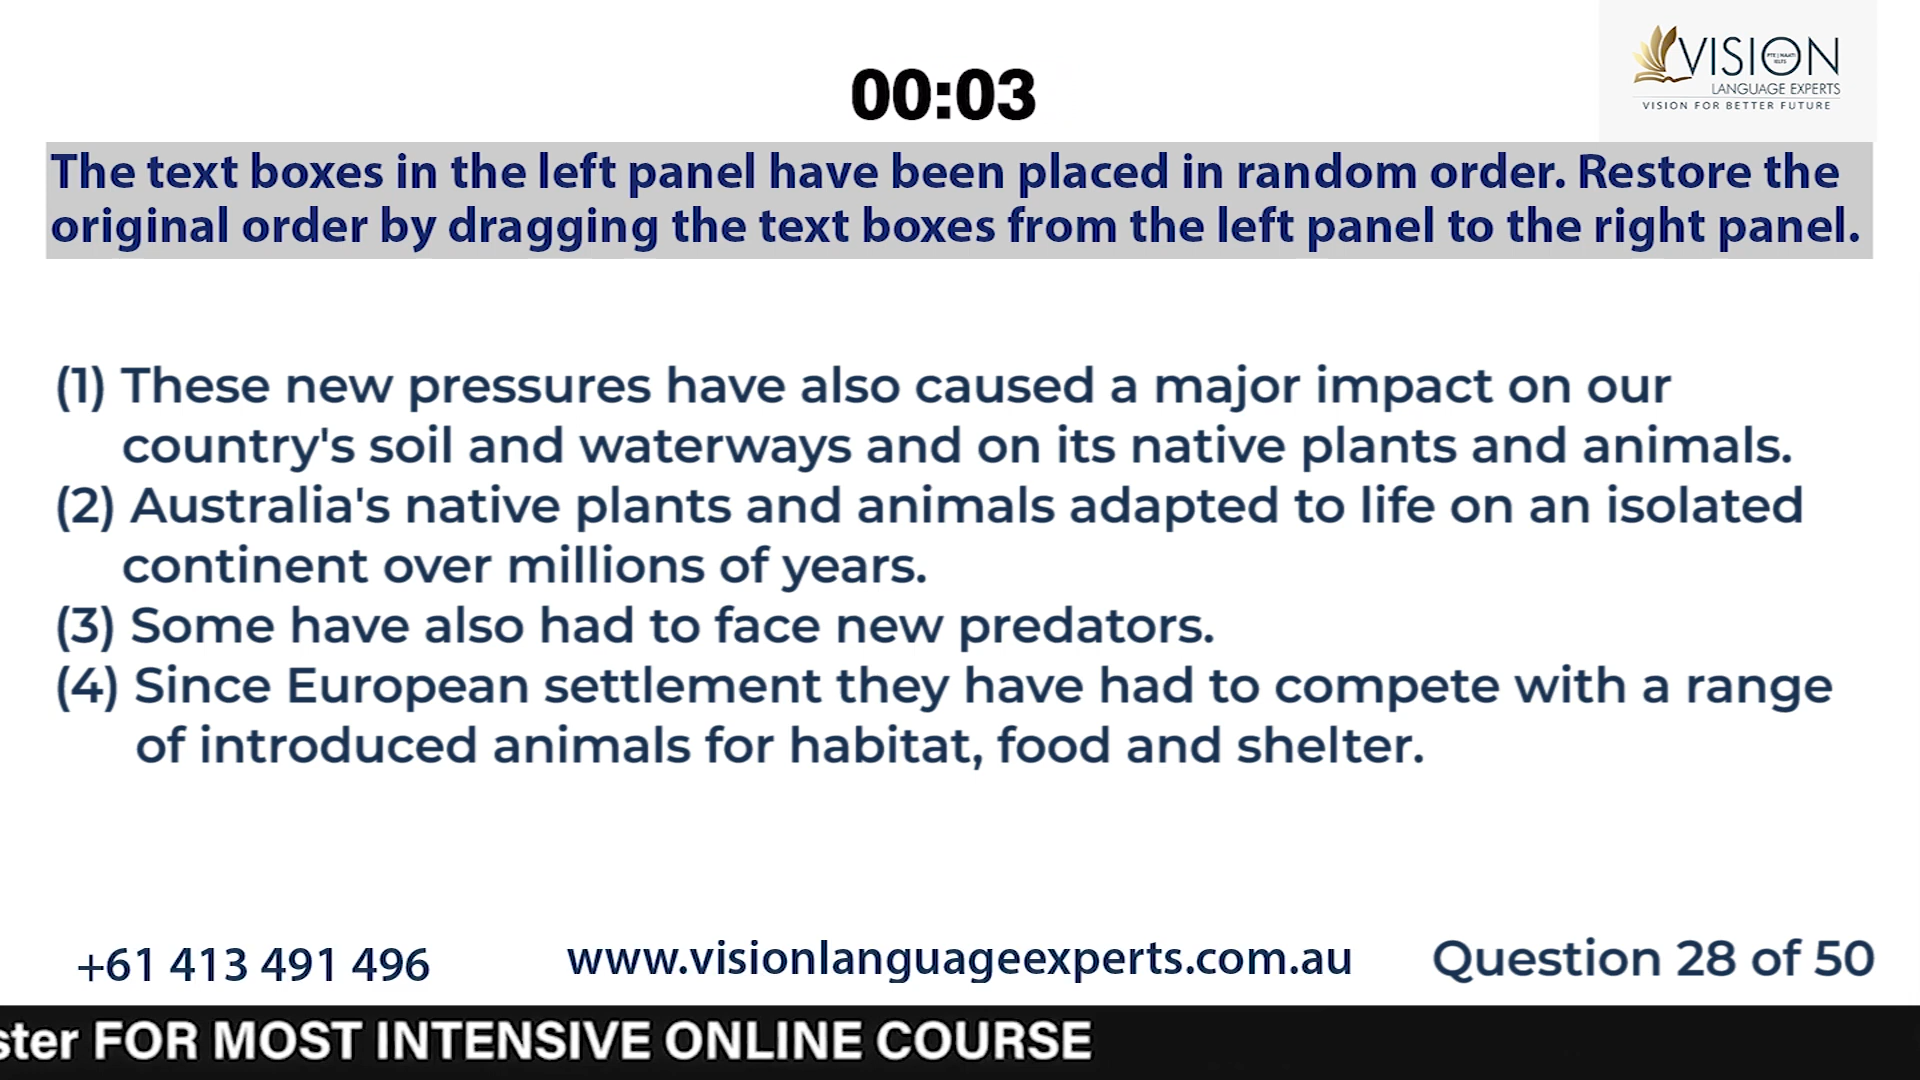 VISION
LANGUAGE EXPERTS
VISION FOR BETTER FUTURE
00:03
The text boxes in the left panel have been placed in random order. Restore the
original order by dragging the text boxes from the left panel to the right panel.
(1) These new pressures have also caused a major impact on our
country's soil and waterways and on its native plants and animals.
(2) Australia's native plants and animals adapted to life on an isolated
continent over millions of years.
(3) Some have also had to face new predators.
(4) Since European settlement they have had to compete with a range
of introduced animals for habitat, food and shelter.
+61 413 491 496
www.visionlanguageexperts.com.au
Question 28 of 50
ster FOR MOST INTENSIVE ONLINE COURSE